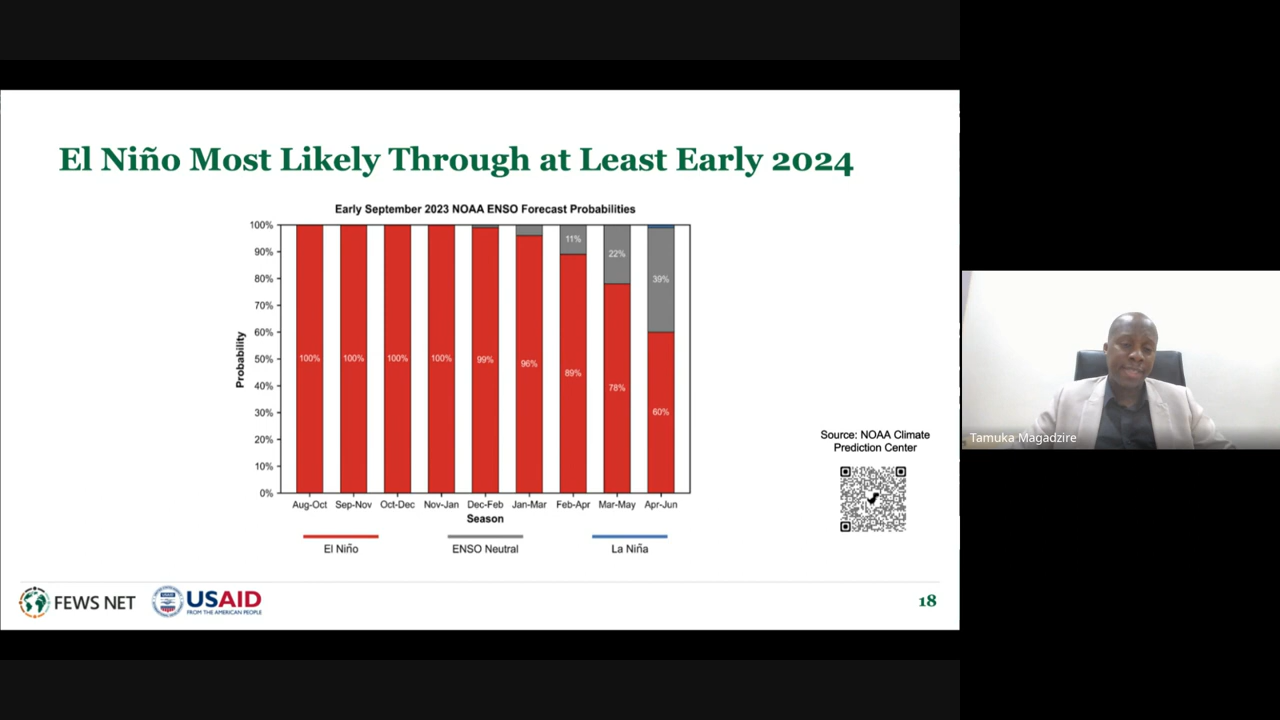 El Niño Most Likely Through at Least Early 2024
Early September 2023 NOAA ENSO Forecast Probabilities
100%
90%
80%
70%
60%
50%
40%
30%
20%
10%
0%
Probability
100%
100%
100%
100%
99%
96%
89%
11%
78%
22%
60%
39%
Aug-Oct
Sep-Nov
Oct-Dec
Nov-Jan
Dec-Feb
Jan-Mar
Feb-Apr
Mar-May
Apr-Jun
Season
El Niño
ENSO Neutral
La Niña
Source: NOAA Climate
Prediction Center
FEWS NET
USAID
FROM THE AMERICAN PEOPLE
18
Tamuka Magadzire